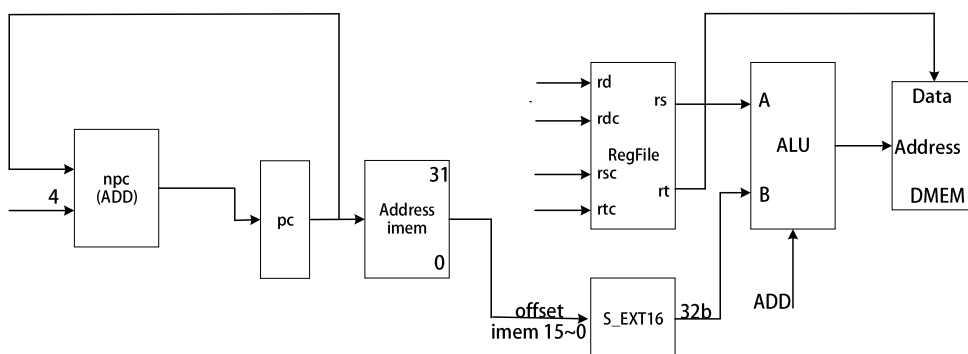 4
npc
(ADD)
pc
31
Address
imem
0
rd
rdc
rs
RegFile
rsc
rt
rtc
A
ALU
B
Data
Address
DMEM
offset
imem 15~0
S_EXT16
32b
ADD